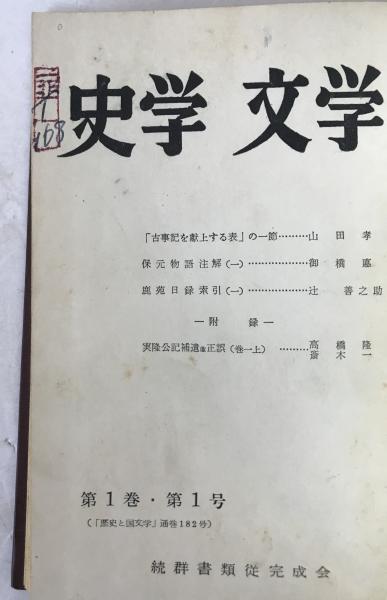 史学 文学
168
「古事記を献上する表」の一節………山田孝
保元物語注解(一)………………御橋悳
鹿苑日録索引(一)………………辻善之助
―附録―
実隆公記補遺並正誤(巻一上)………高橋隆
斎木一
第1巻・第1号
(「歴史と国文学」通巻182号)
続群書類従完成会